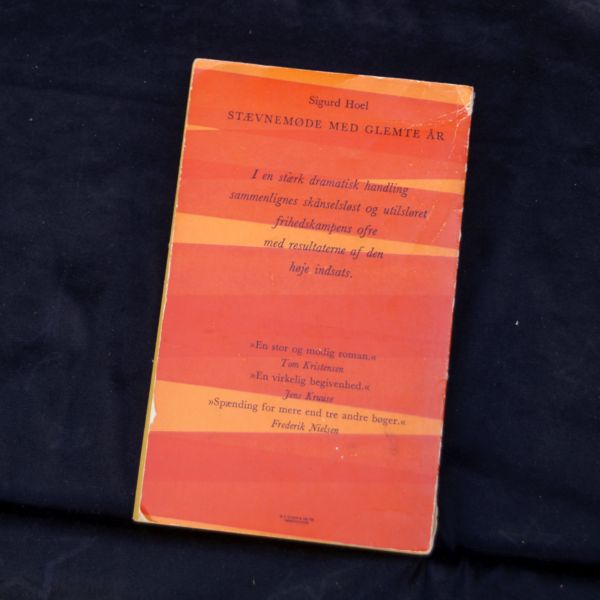 Sigurd Hoel
STÆVNEMØDE MED GLEMTE ÅR
I en stærk dramatisk handling
sammenlignes skånselsløst og utilsløret
frihedskampens ofre
med resultaterne af den
høje indsats.
»En stor og modig roman.«
Tom Kristensen
»En virkelig begivenhed.«
Jens Kruuse
»Spænding for mere end tre andre bøger.«
Frederik Nielsen